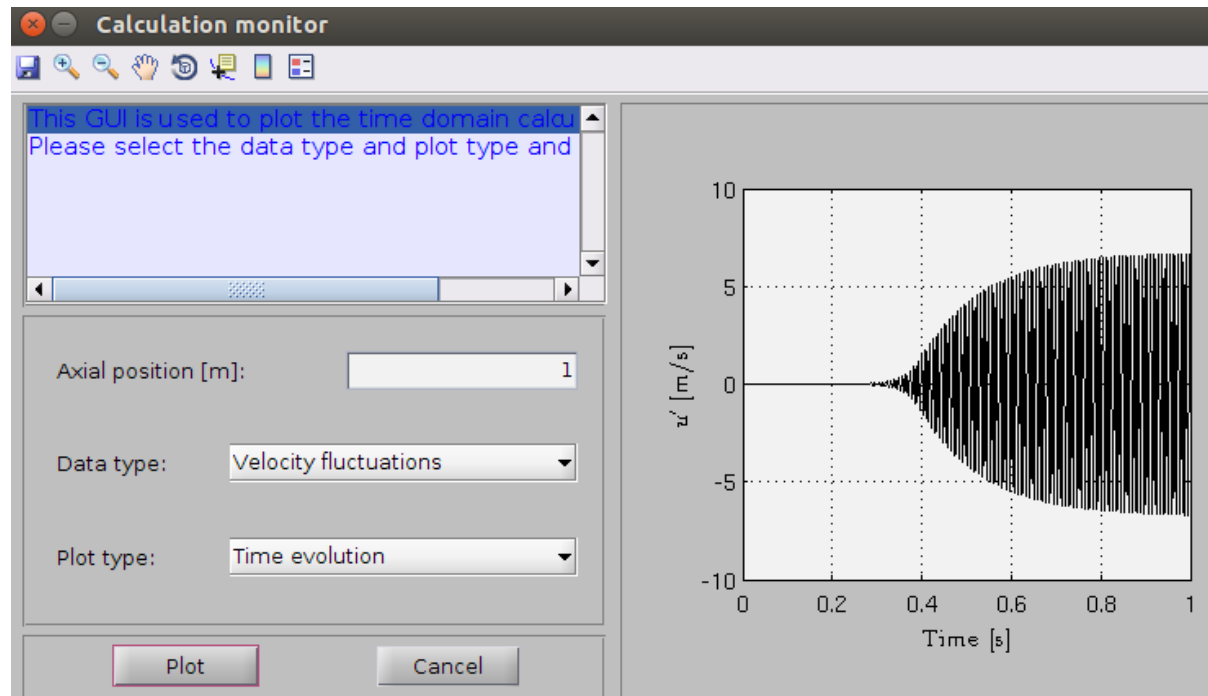 Calculation monitor
This GUI is used to plot the time domain calcu
Please select the data type and plot type and
Axial position [m]:
1
Data type:
Velocity fluctuations
Plot type:
Time evolution
Plot
Cancel
10
5
0
-5
-10
u' [m/s]
0 0.2 0.4 0.6 0.8 1
Time [s]